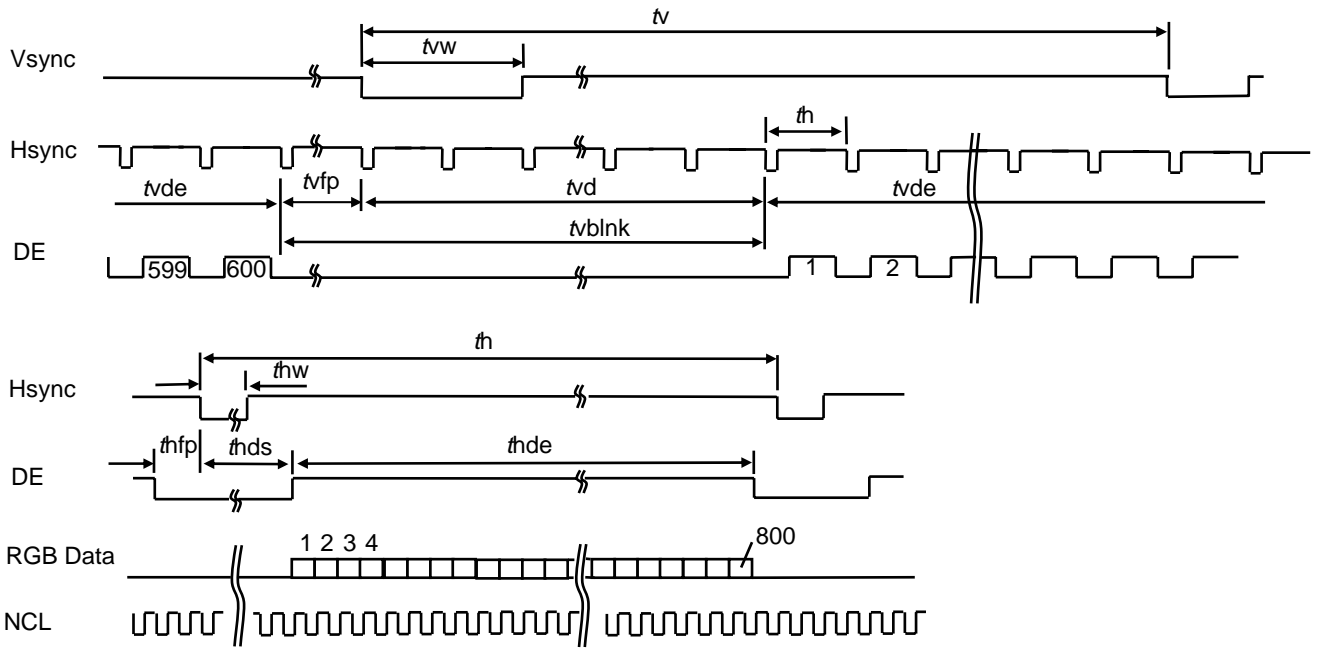 tv
tvw
Vsync
th
Hsync
tvde tvfp tvd tvde
tvblnk
DE
599 600 1 2
th
thw
Hsync
thfp thds thde
DE
1 2 3 4 800
RGB Data
NCL